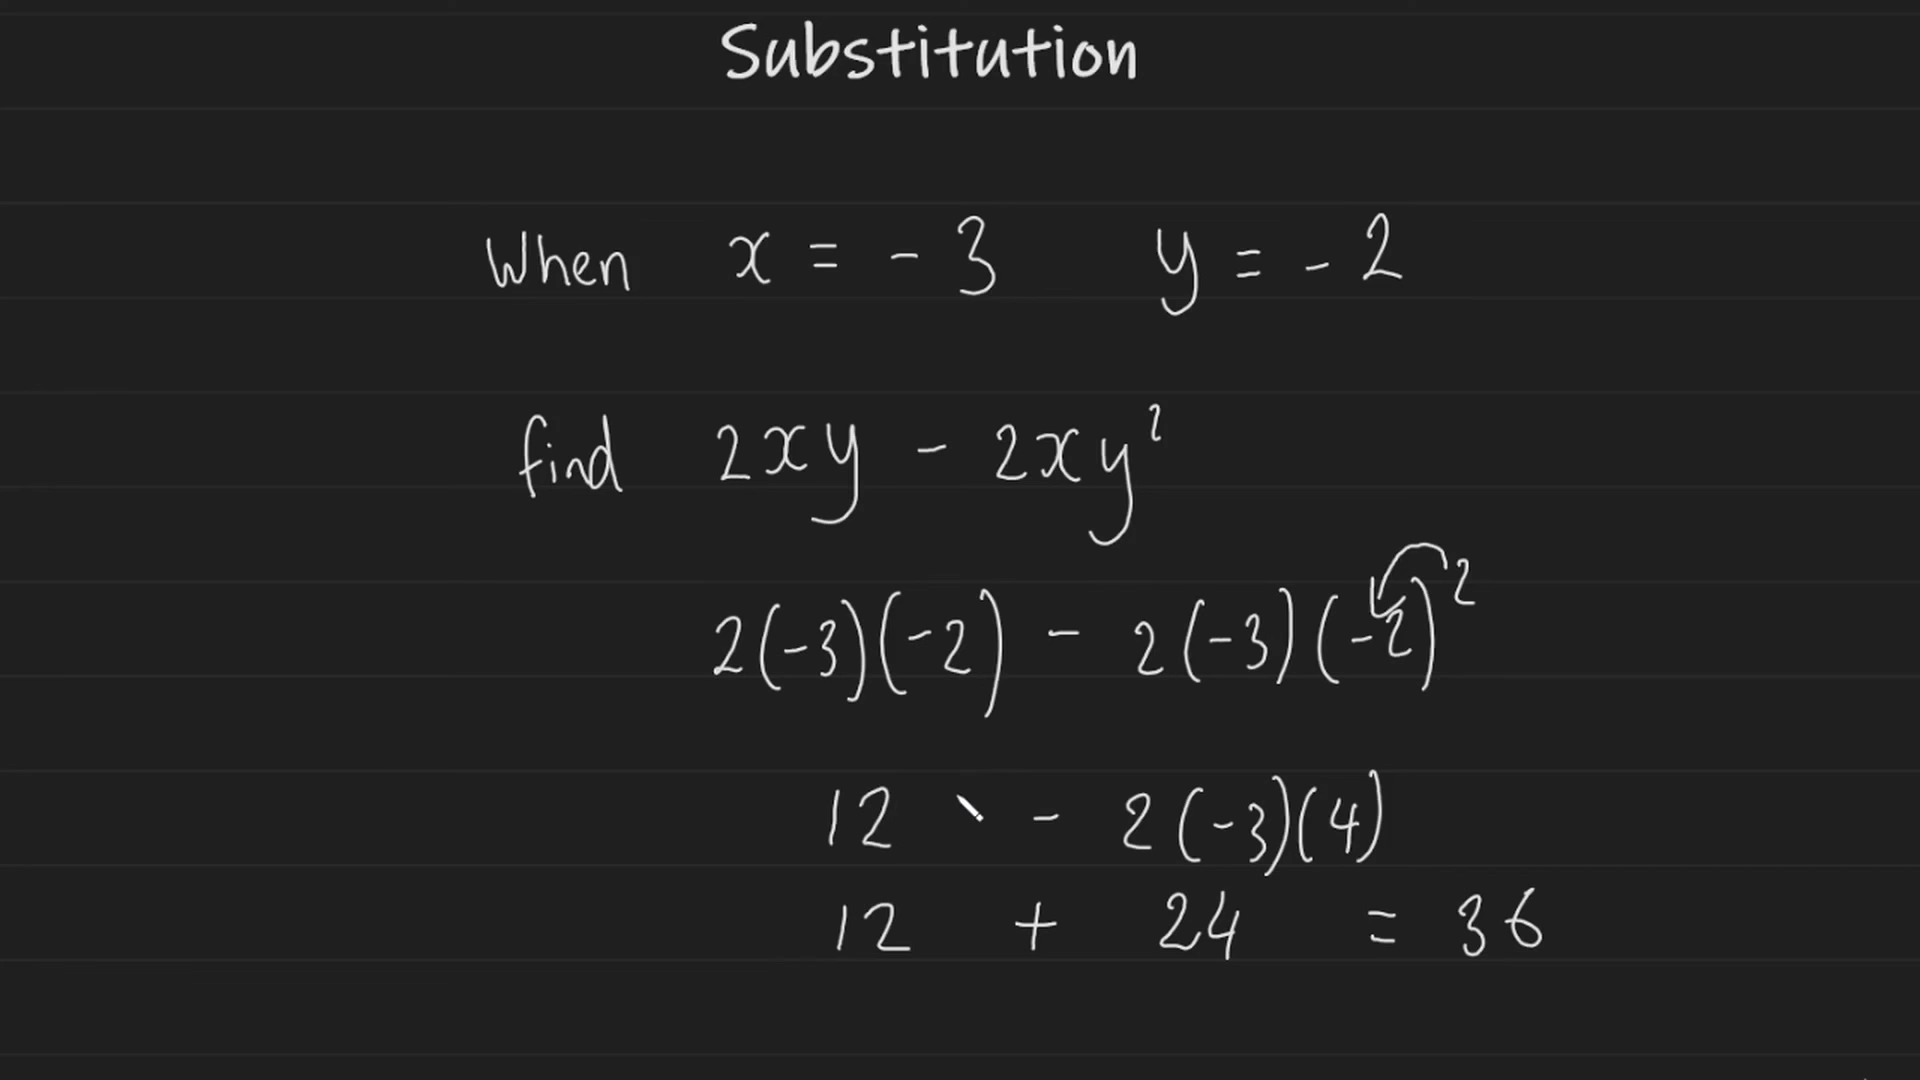 Substitution
When x = - 3 y = - 2
find 2xy - 2xy²
2(-3)(-2) - 2(-3)(-2)²
12 - 2(-3)(4)
12 + 24 = 36